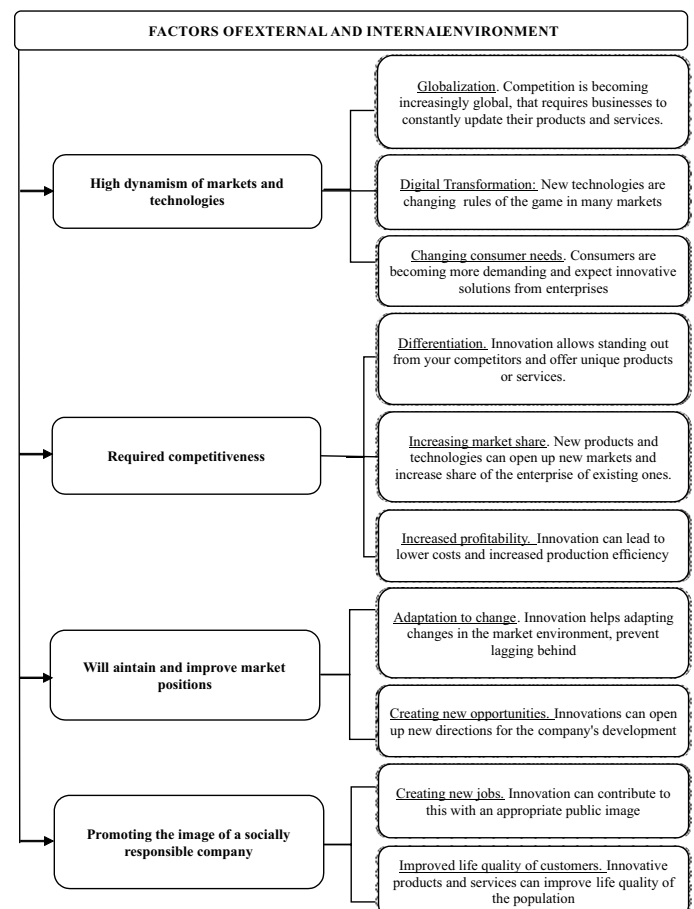 FACTORS OFEXTERNAL AND INTERNALENVIRONMENT
High dynamism of markets and
technologies
Globalization. Competition is becoming
increasingly global, that requires businesses to
constantly update their products and services.
Digital Transformation: New technologies are
changing rules of the game in many markets
Changing consumer needs. Consumers are
becoming more demanding and expect innovative
solutions from enterprises
Required competitiveness
Differentiation. Innovation allows standing out
from your competitors and offer unique products
or services.
Increasing market share. New products and
technologies can open up new markets and
increase share of the enterprise of existing ones.
Increased profitability. Innovation can lead to
lower costs and increased production efficiency
Will aintain and improve market
positions
Adaptation to change. Innovation helps adapting
changes in the market environment, prevent
lagging behind
Creating new opportunities. Innovations can open
up new directions for the company's development
Promoting the image of a socially
responsible company
Creating new jobs. Innovation can contribute to
this with an appropriate public image
Improved life quality of customers. Innovative
products and services can improve life quality of
the population